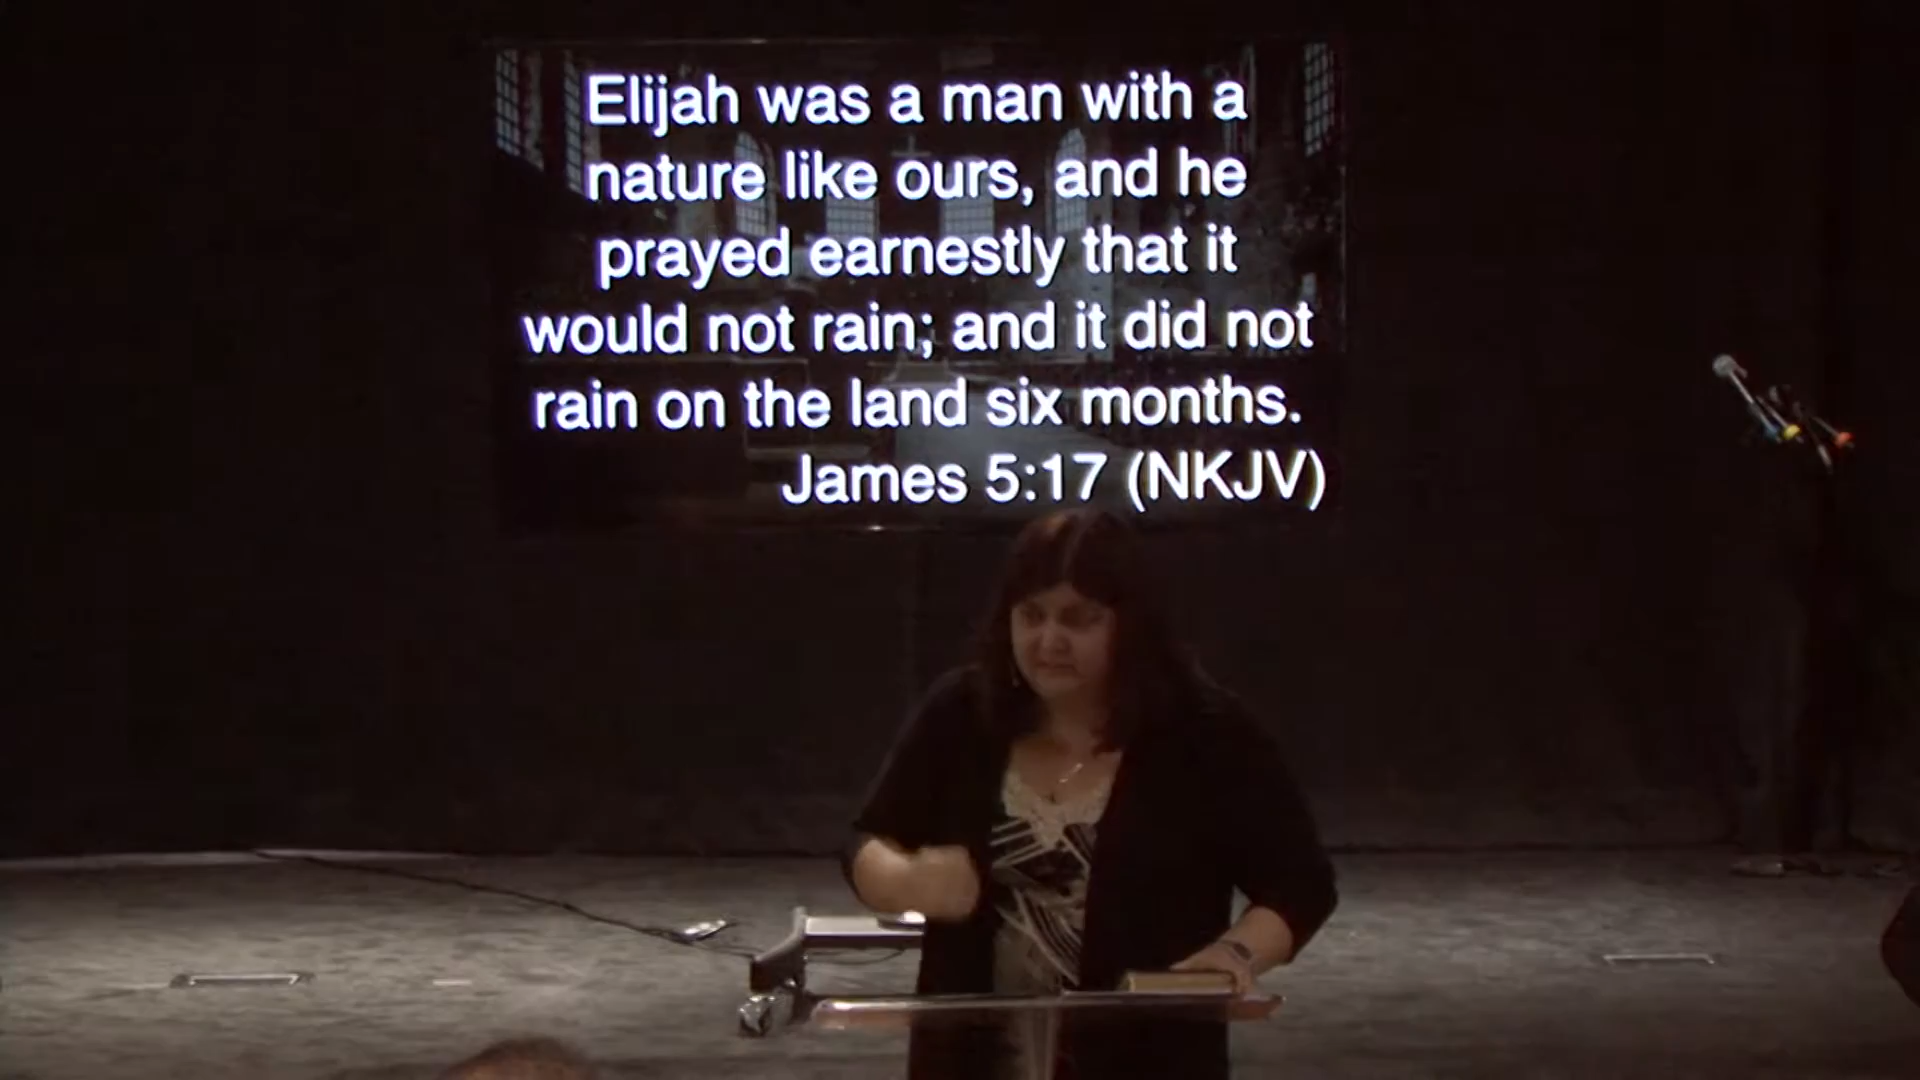 Elijah was a man with a
nature like ours, and he
prayed earnestly that it
would not rain; and it did not
rain on the land six months.
James 5:17 (NKJV)